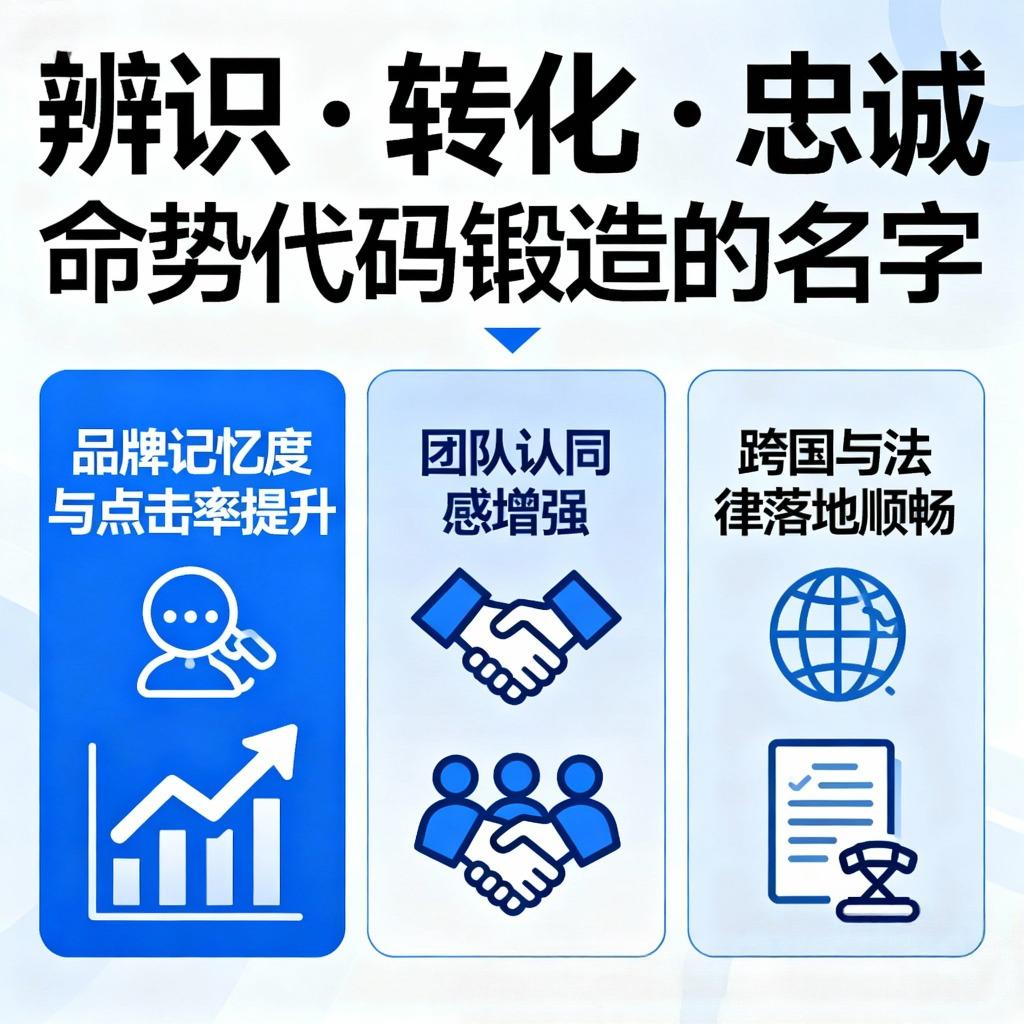 辨识·转化·忠诚
命势代码锻造的名字
品牌记忆度
与点击率提升
团队认同
感增强
跨国与法
律落地顺畅